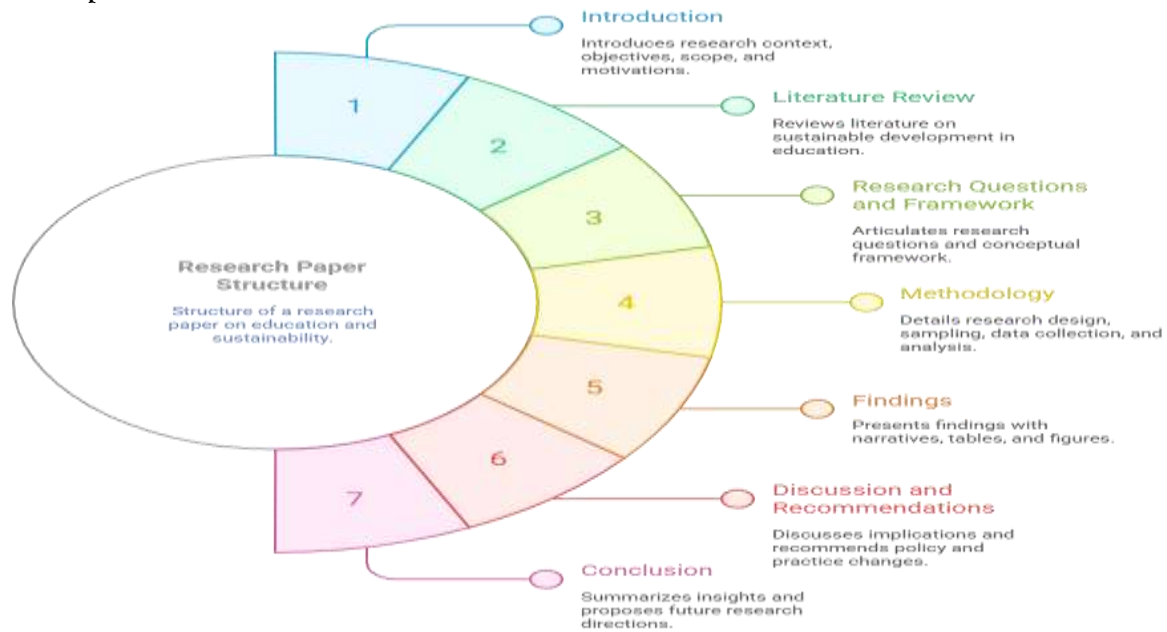 1
Introduction
Introduces research context,
objectives, scope, and
motivations.
2
Literature Review
Reviews literature on
sustainable development in
education.
3
Research Questions
and Framework
Articulates research
questions and conceptual
framework.
Research Paper
Structure
Structure of a research
paper on education and
sustainability.
4
Methodology
Details research design,
sampling, data collection, and
analysis.
5
Findings
Presents findings with
narratives, tables, and figures.
6
Discussion and
Recommendations
Discusses implications and
recommends policy and
practice changes.
7
Conclusion
Summarizes insights and
proposes future research
directions.